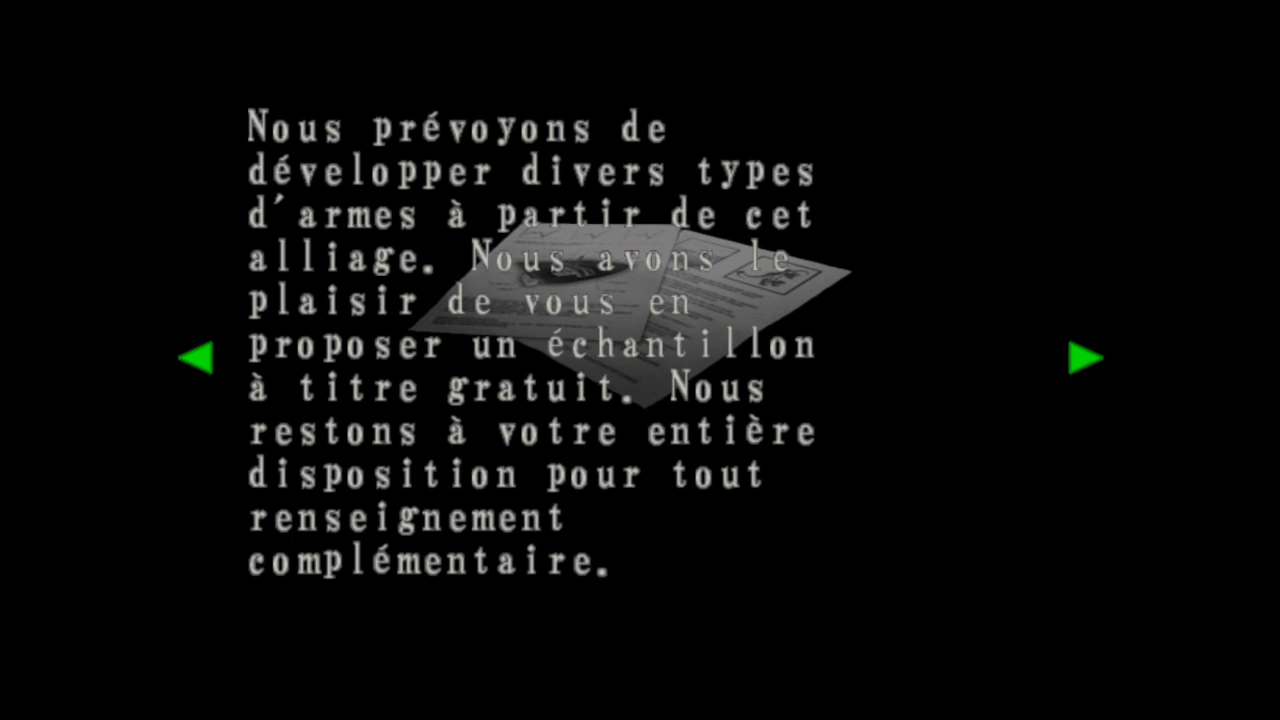 Nous prévoyons de
développer divers types
d'armes à partir de cet
alliage. Nous avons le
plaisir de vous en
proposer un échantillon
à titre gratuit. Nous
restons à votre entière
disposition pour tout
renseignement
complémentaire.